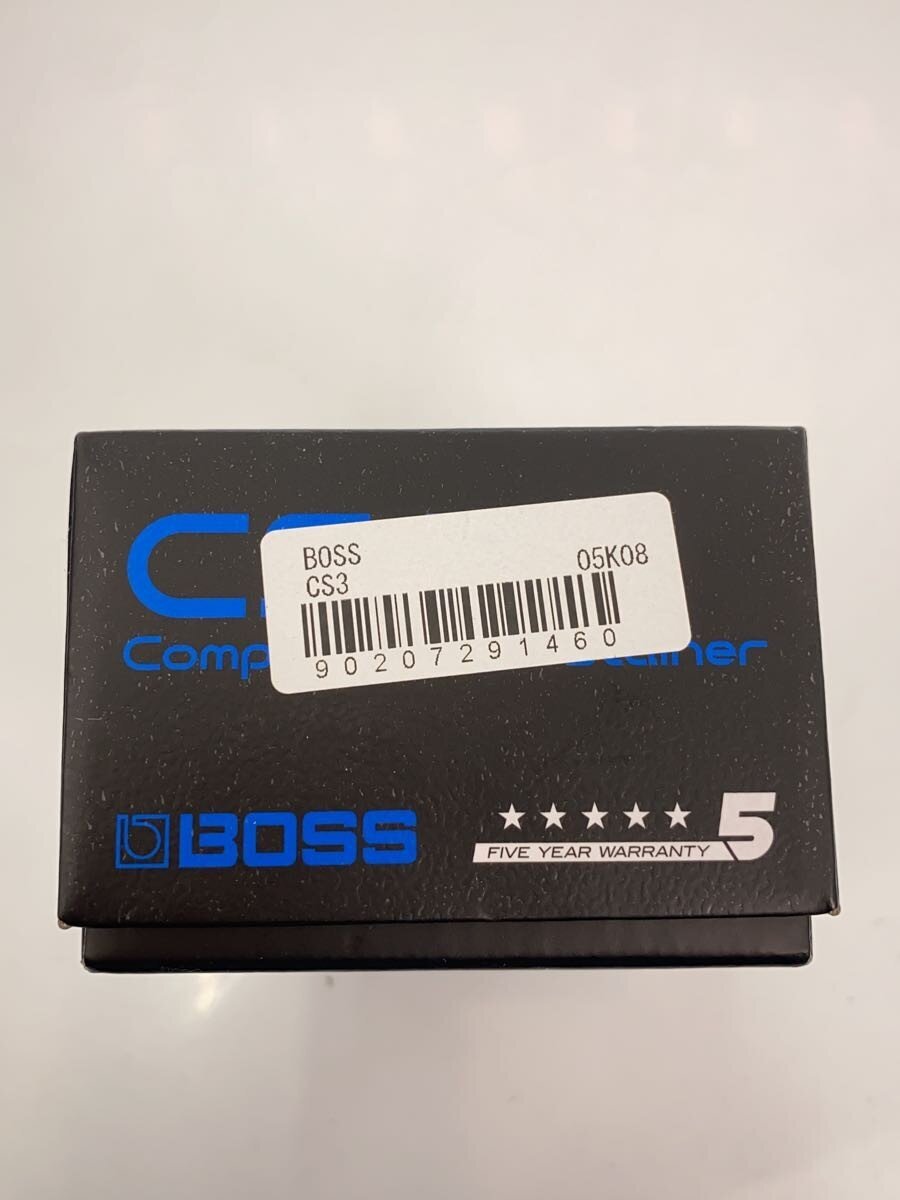 BOSS 05K08
CS3
90207291460
BOSS
FIVE YEAR WARRANTY 5